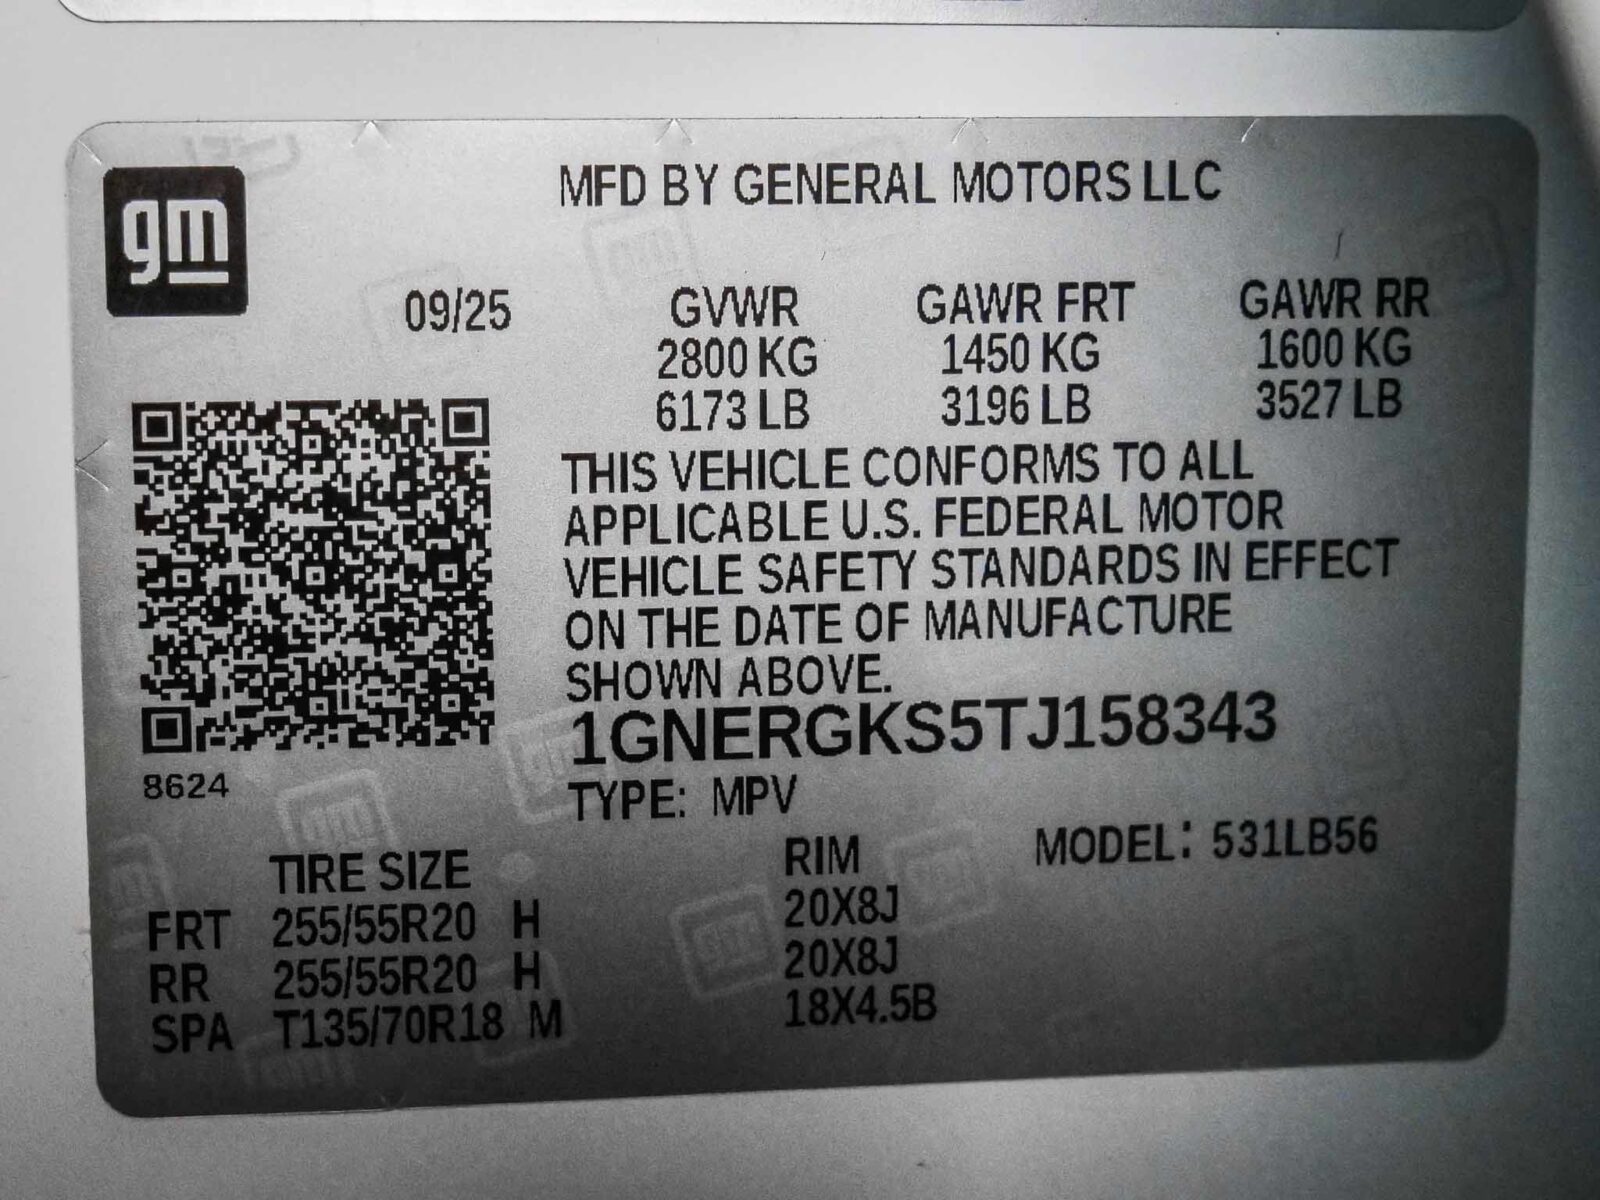 gm
MFD BY GENERAL MOTORS LLC
09/25
GVWR GAWR FRT GAWR RR
2800 KG 1450 KG 1600 KG
6173 LB 3196 LB 3527 LB
THIS VEHICLE CONFORMS TO ALL
APPLICABLE U.S. FEDERAL MOTOR
VEHICLE SAFETY STANDARDS IN EFFECT
ON THE DATE OF MANUFACTURE
SHOWN ABOVE.
1GNERGKS5TJ158343
8624
TYPE: MPV
MODEL: 531LB56
TIRE SIZE RIM
FRT 255/55R20 H 20X8J
RR 255/55R20 H 20X8J
SPA T135/70R18 M 18X4.5B